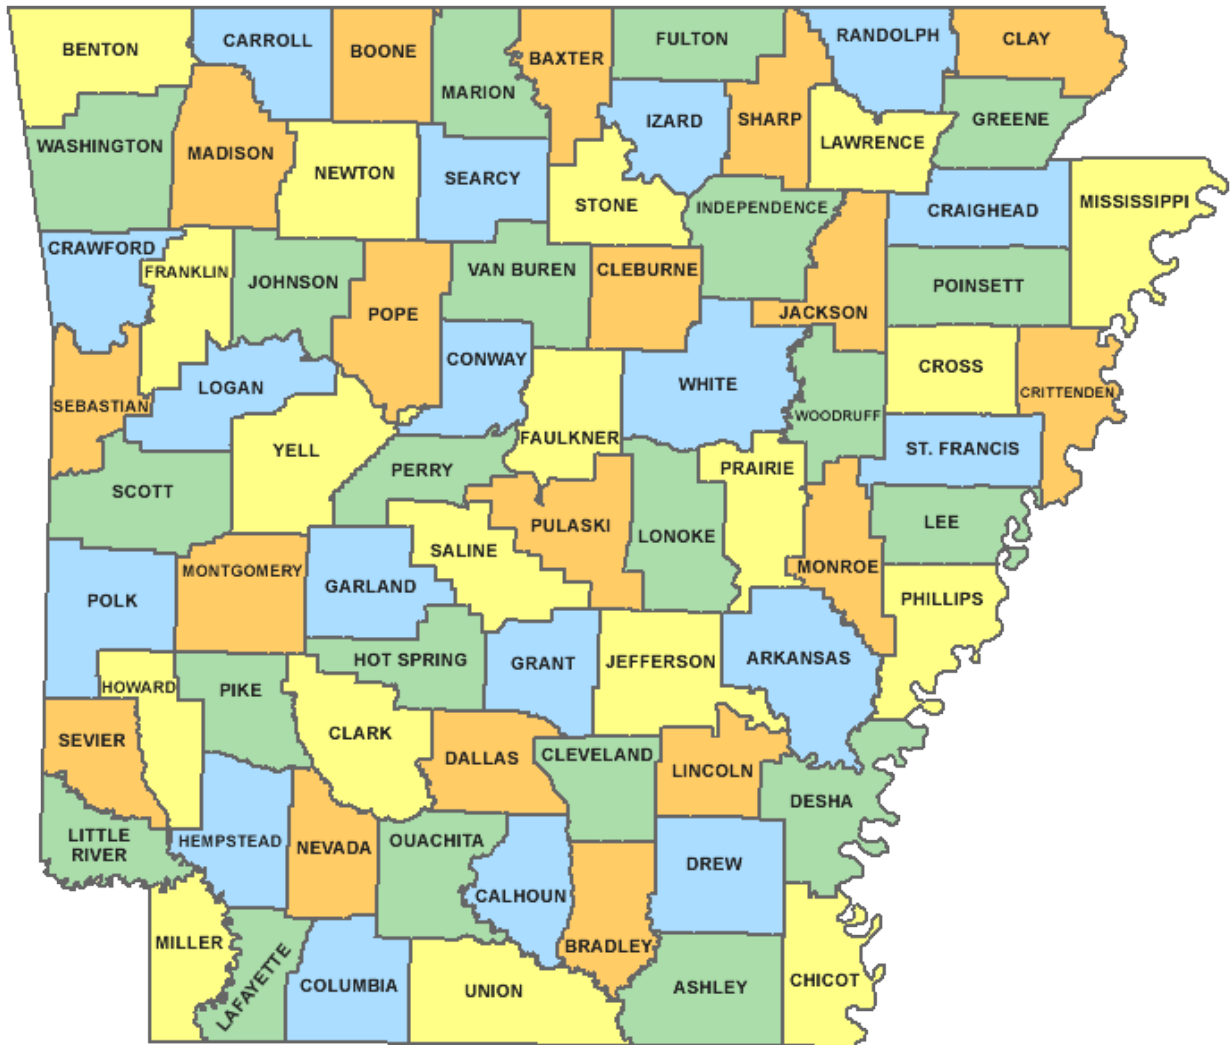 BENTON
CARROLL
BOONE
MARION
BAXTER
FULTON
RANDOLPH
CLAY
WASHINGTON
MADISON
NEWTON
SEARCY
STONE
IZARD
SHARP
LAWRENCE
GREENE
INDEPENDENCE
CRAIGHEAD
MISSISSIPPI
CRAWFORD
FRANKLIN
JOHNSON
POPE
VAN BUREN
CLEBURNE
JACKSON
POINSETT
SEBASTIAN
LOGAN
CONWAY
WHITE
WOODRUFF
CROSS
CRITTENDEN
YELL
FAULKNER
ST. FRANCIS
SCOTT
PERRY
PRAIRIE
PULASKI
LONOKE
LEE
SALINE
MONROE
POLK
MONTGOMERY
GARLAND
PHILLIPS
HOT SPRING
GRANT
JEFFERSON
ARKANSAS
HOWARD
PIKE
CLARK
SEVIER
DALLAS
CLEVELAND
LINCOLN
DESHA
LITTLE
RIVER
HEMPSTEAD
NEVADA
OUACHITA
CALHOUN
DREW
MILLER
LAFAYETTE
COLUMBIA
UNION
BRADLEY
ASHLEY
CHICOT